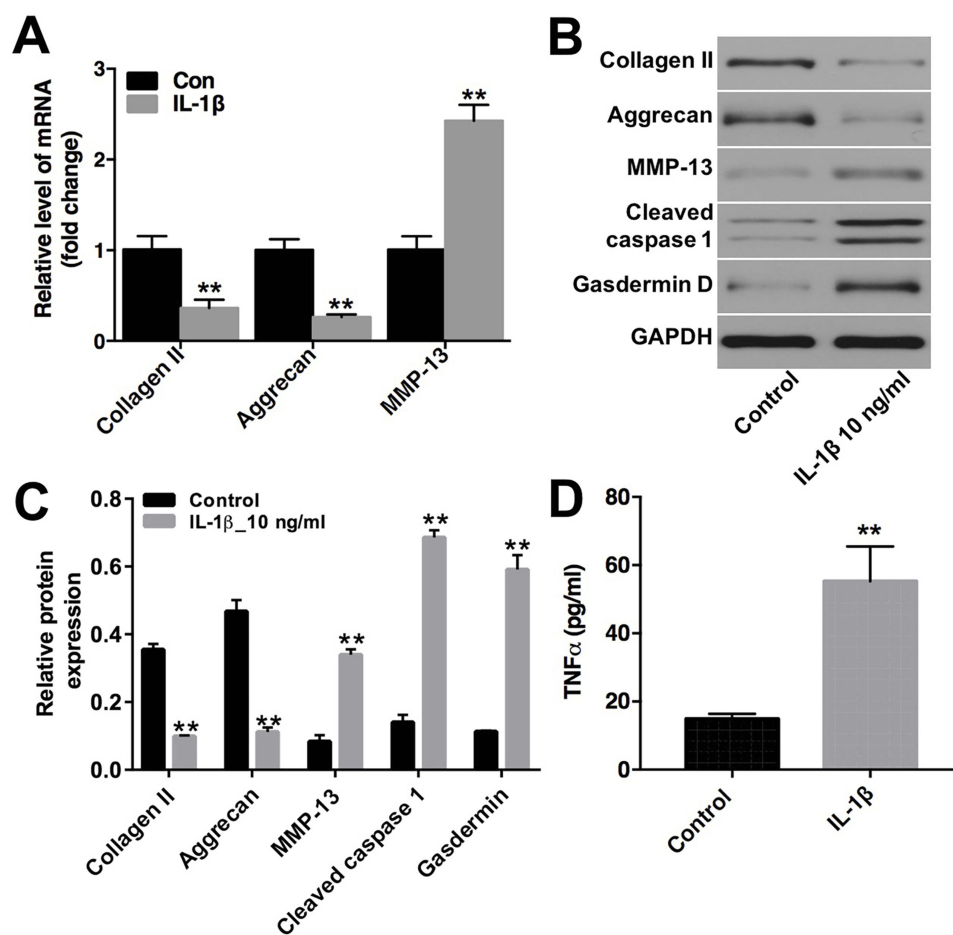 A
Relative level of mRNA
(fold change)
3
2
1
0
Con
IL-1β
**
**
**
Collagen II
Aggrecan
MMP-13
B
Collagen II
Aggrecan
MMP-13
Cleaved
caspase 1
Gasdermin D
GAPDH
Control
IL-1β 10 ng/ml
C
Relative protein
expression
0.8
0.6
0.4
0.2
0.0
Control
IL-1β_10 ng/ml
**
**
**
**
**
Collagen II
Aggrecan
MMP-13
Cleaved caspase 1
Gasdermin
D
TNFα (pg/ml)
80
60
40
20
0
**
Control
IL-1β